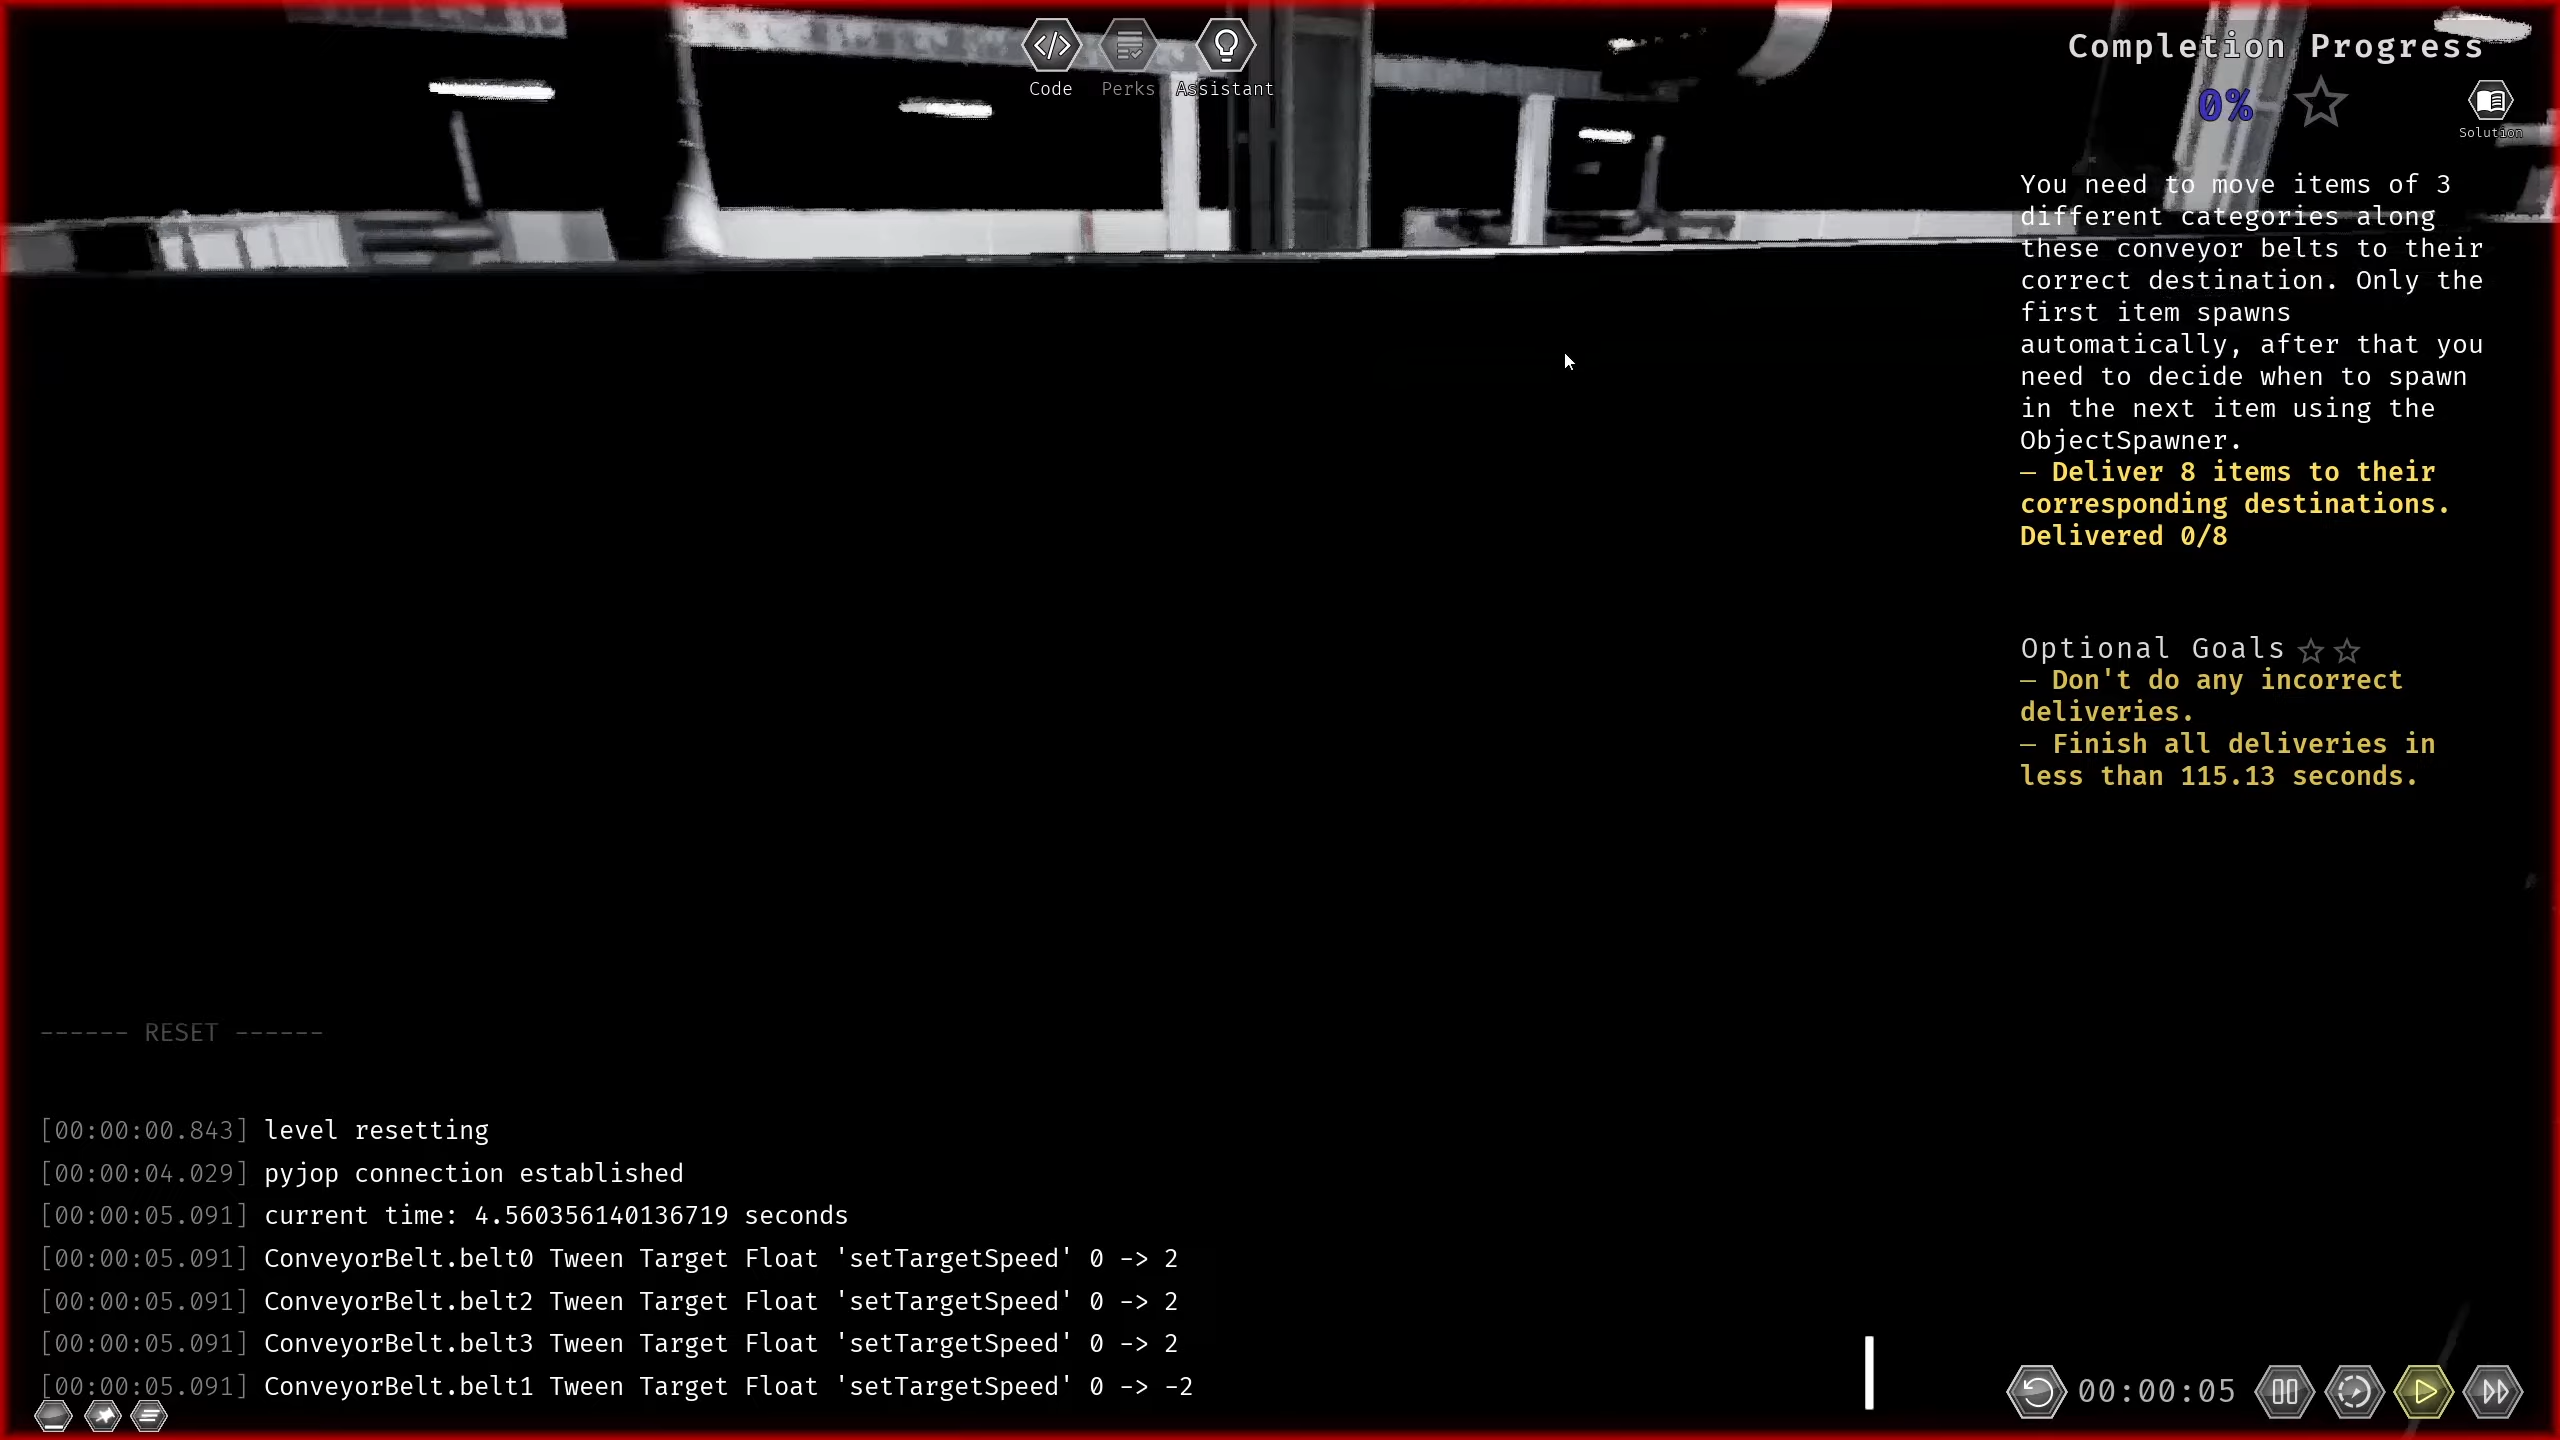 Code
Perks
Assistant
Completion Progress
0%
Solution
You need to move items of 3
different categories along
these conveyor belts to their
correct destination. Only the
first item spawns
automatically, after that you
need to decide when to spawn
in the next item using the
ObjectSpawner.
– Deliver 8 items to their
corresponding destinations.
Delivered 0/8
Optional Goals
– Don't do any incorrect
deliveries.
– Finish all deliveries in
less than 115.13 seconds.
------ RESET ------
[00:00:00.843] level resetting
[00:00:04.029] pyjop connection established
[00:00:05.091] current time: 4.560356140136719 seconds
[00:00:05.091] ConveyorBelt.belt0 Tween Target Float 'setTargetSpeed' 0 -> 2
[00:00:05.091] ConveyorBelt.belt2 Tween Target Float 'setTargetSpeed' 0 -> 2
[00:00:05.091] ConveyorBelt.belt3 Tween Target Float 'setTargetSpeed' 0 -> 2
[00:00:05.091] ConveyorBelt.belt1 Tween Target Float 'setTargetSpeed' 0 -> -2
00:00:05